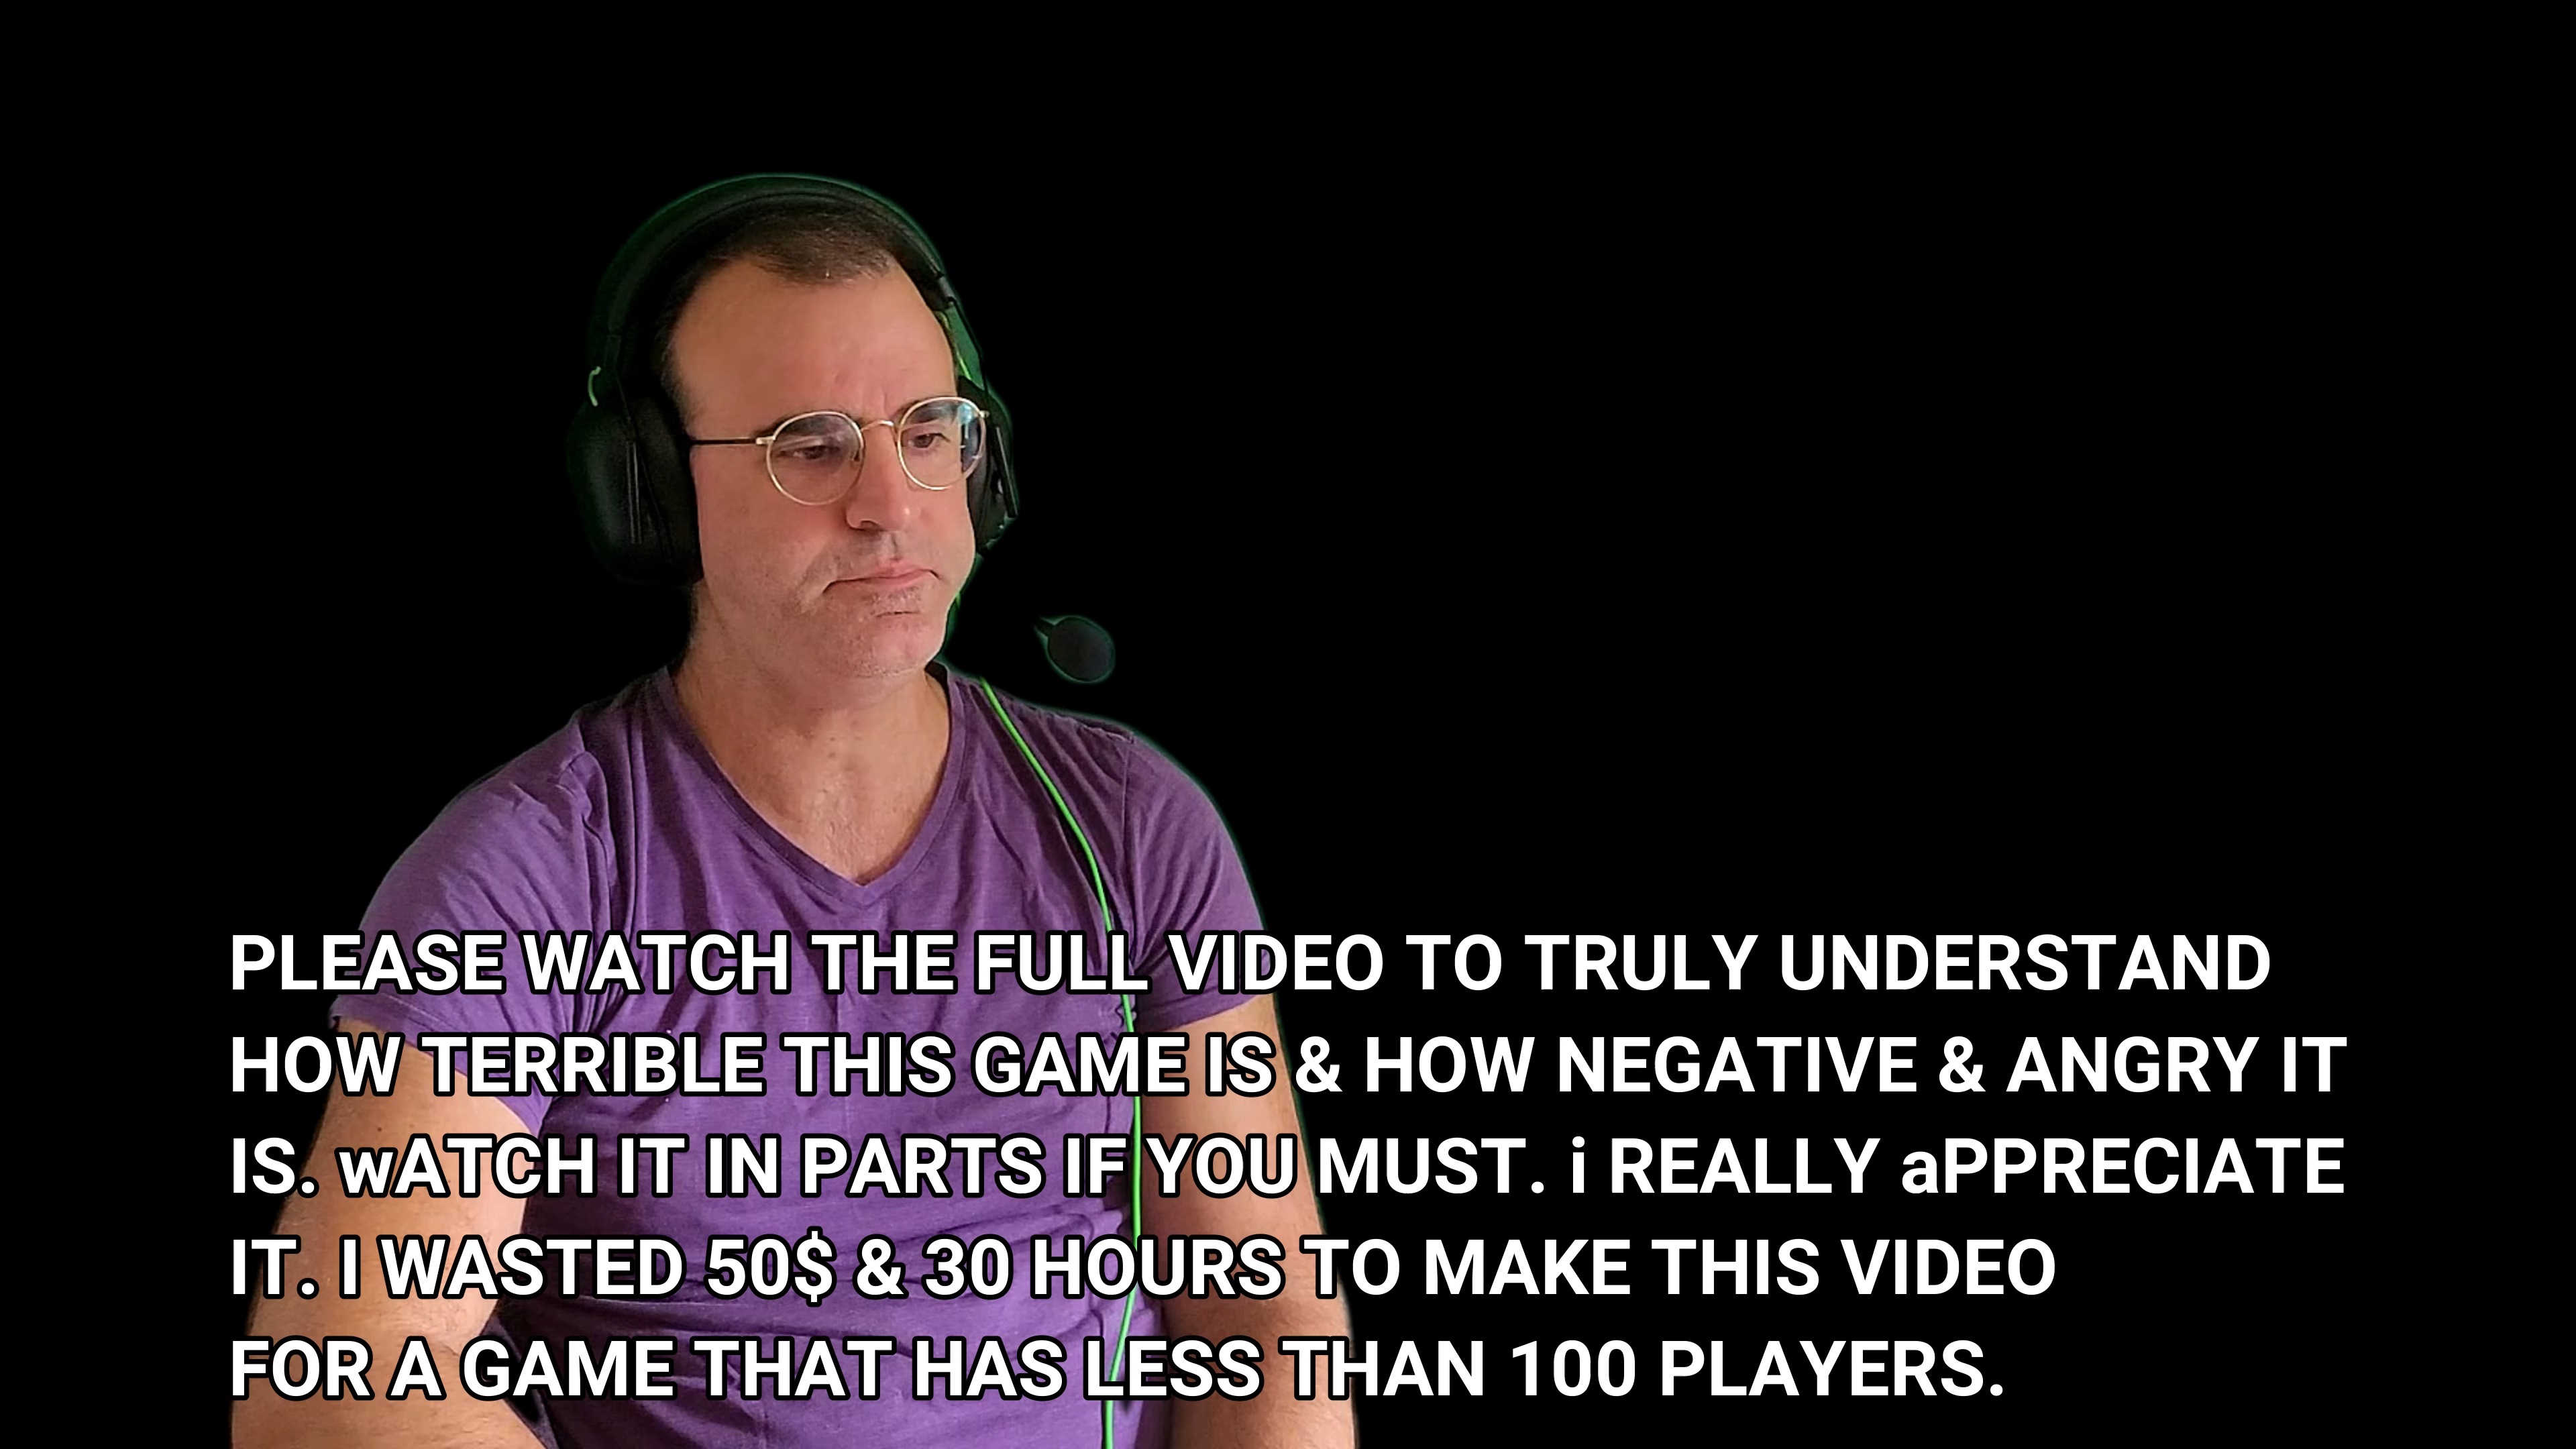 PLEASE WATCH THE FULL VIDEO TO TRULY UNDERSTAND
HOW TERRIBLE THIS GAME IS & HOW NEGATIVE & ANGRY IT
IS. wATCH IT IN PARTS IF YOU MUST. i REALLY aPPRECIATE
IT. I WASTED 50$ & 30 HOURS TO MAKE THIS VIDEO
FOR A GAME THAT HAS LESS THAN 100 PLAYERS.